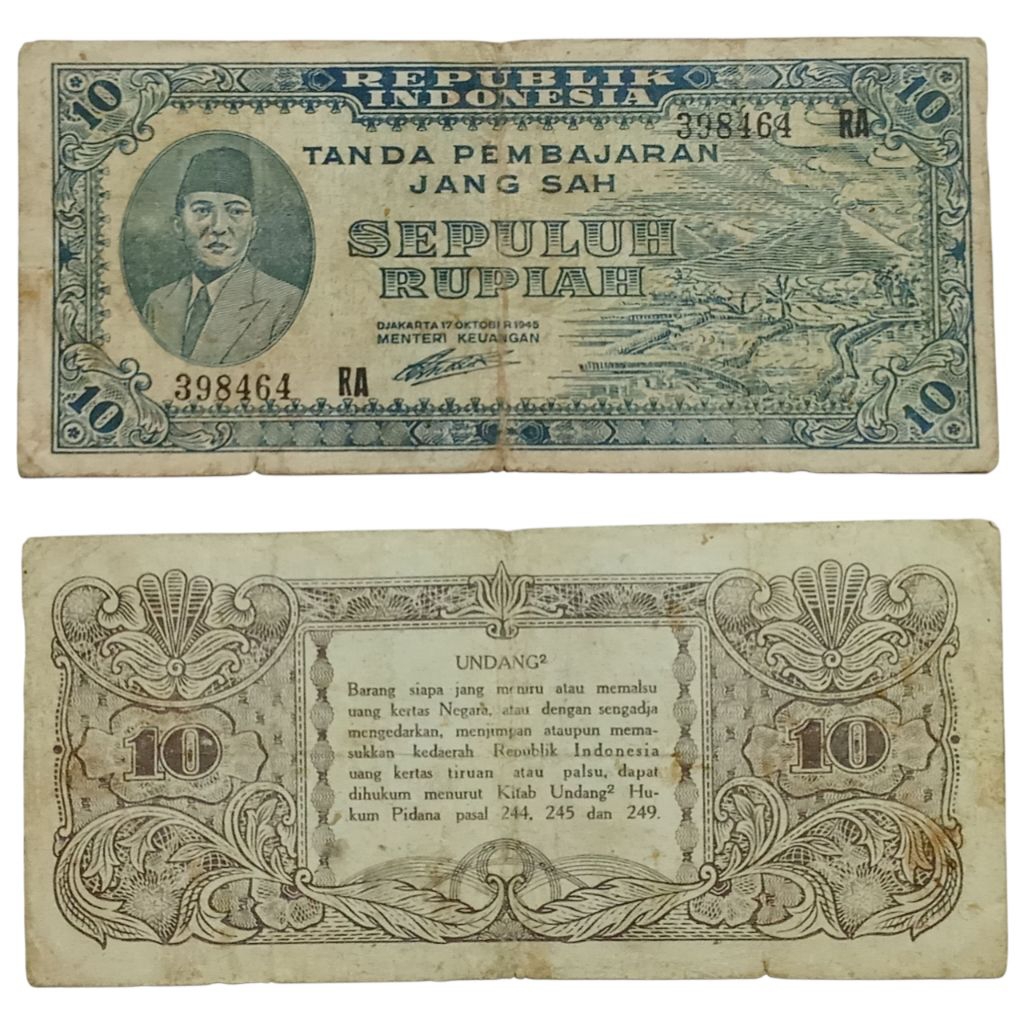 10
10
REPUBLIK
INDONESIA
398464 RA
TANDA PEMBAJARAN
JANG SAH
SEPULUH
RUPIAH
DJAKARTA 17 OKTOBER 1945
MENTERI KEUANGAN
398464 RA
10
10
UNDANG²
Barang siapa jang meniru atau memalsu
uang kertas Negara, atau dengan sengadja
mengedarkan, menjimpan ataupun mema-
sukkan kedaerah Republik Indonesia
uang kertas tiruan atau palsu, dapat
dihukum menurut Kitab Undang² Hu-
kum Pidana pasal 244, 245 dan 249.
10
10